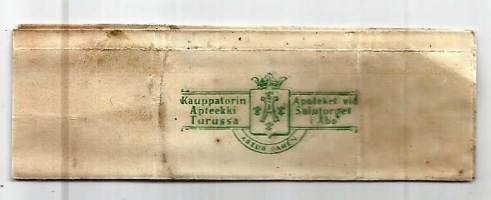 Kauppatorin
Apteekki
Turussa
A
Apoteket vid
Salutorget
i Åbo